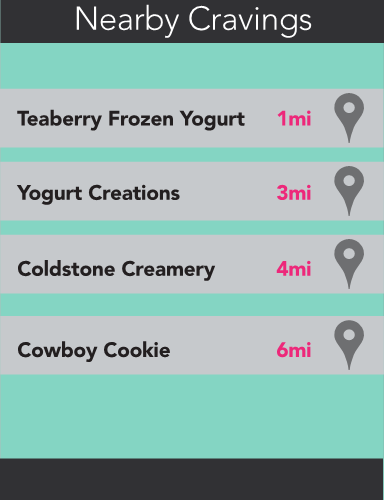 Nearby Cravings
Teaberry Frozen Yogurt 1mi
Yogurt Creations 3mi
Coldstone Creamery 4mi
Cowboy Cookie 6mi